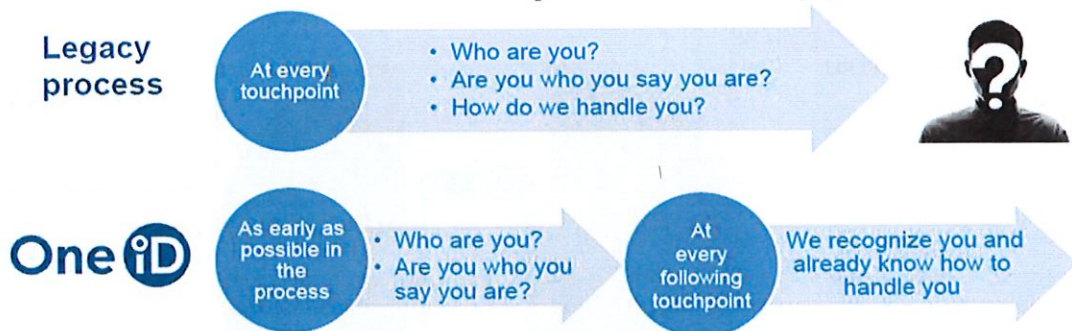 Legacy
process
At every
touchpoint
• Who are you?
• Are you who you say you are?
• How do we handle you?
?
One iD
As early as
possible in
the
process
• Who are you?
• Are you who you
say you are?
At
every
following
touchpoint
We recognize you and
already know how to
handle you